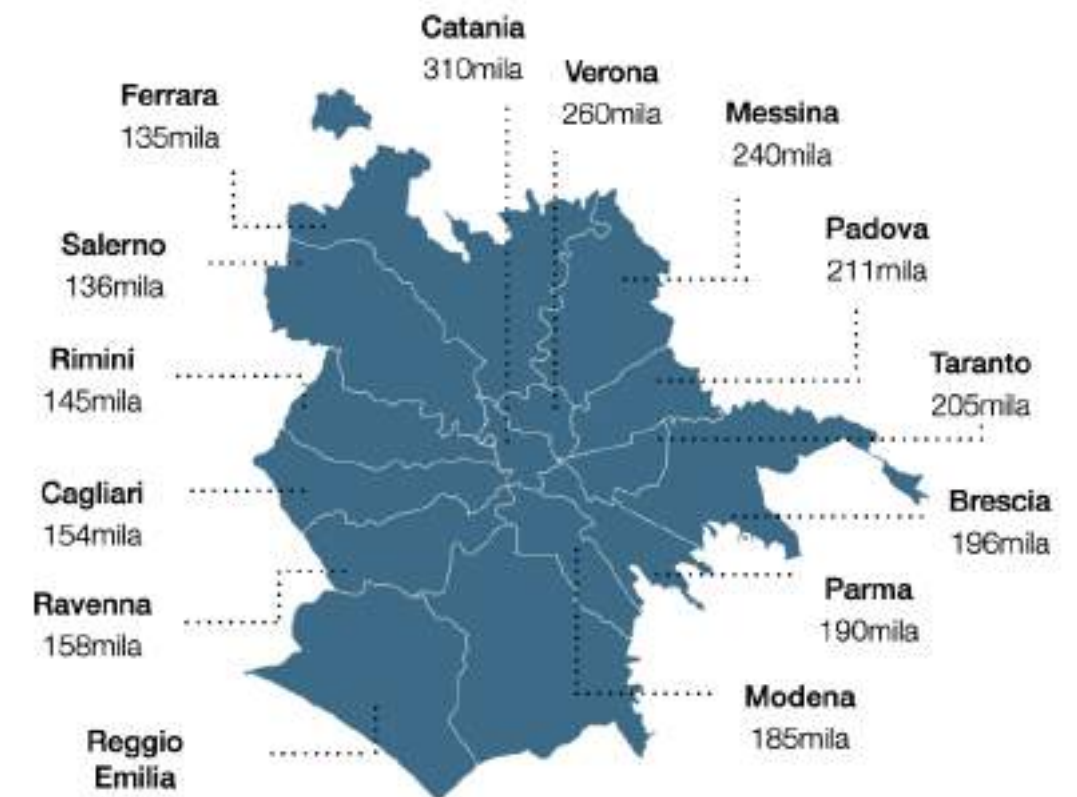 Catania
310mila
Verona
260mila
Ferrara
135mila
Messina
240mila
Salerno
136mila
Padova
211mila
Rimini
145mila
Taranto
205mila
Cagliari
154mila
Brescia
196mila
Ravenna
158mila
Parma
190mila
Modena
185mila
Reggio
Emilia